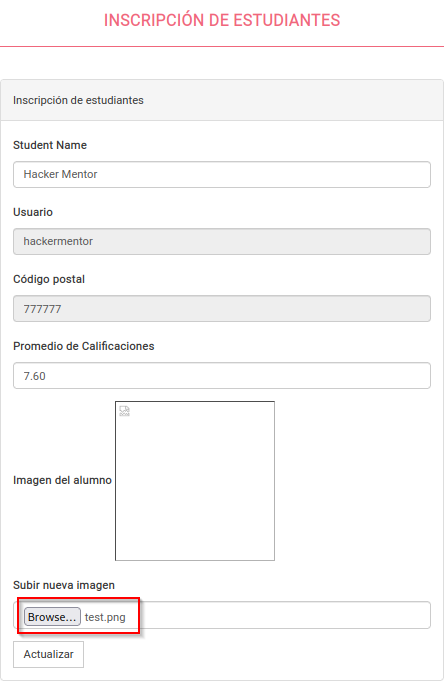 INSCRIPCIÓN DE ESTUDIANTES
Inscripción de estudiantes
Student Name
Hacker Mentor
Usuario
hackermentor
Código postal
777777
Promedio de Calificaciones
7.60
Imagen del alumno
Subir nueva imagen
Browse... test.png
Actualizar